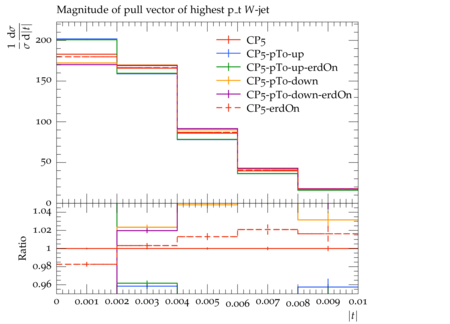 Magnitude of pull vector of highest p_t W-jet
1/σ dσ/d|t|
200
150
100
50
0
CP5
CP5-pTo-up
CP5-pTo-up-erdOn
CP5-pTo-down
CP5-pTo-down-erdOn
CP5-erdOn
Ratio
1.04
1.02
1
0.98
0.96
0 0.001 0.002 0.003 0.004 0.005 0.006 0.007 0.008 0.009 0.01
|t|